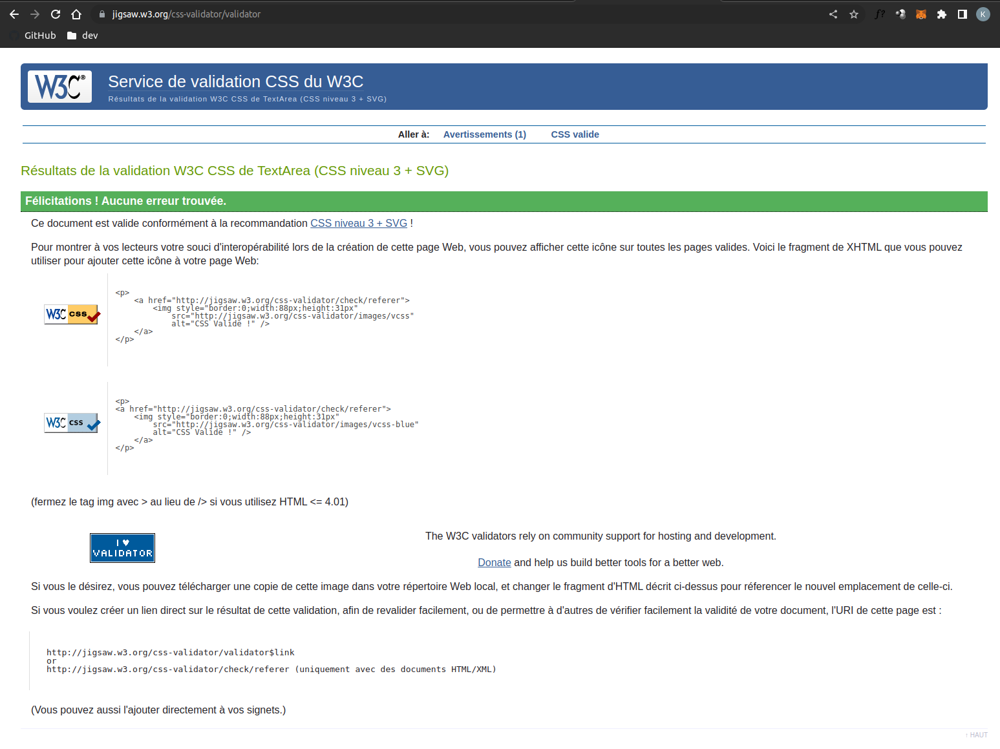 jigsaw.w3.org/css-validator/validator
f?
K
GitHub
dev
W3C®
Service de validation CSS du W3C
Résultats de la validation W3C CSS de TextArea (CSS niveau 3 + SVG)
Aller à: Avertissements (1) CSS valide
Résultats de la validation W3C CSS de TextArea (CSS niveau 3 + SVG)
Félicitations ! Aucune erreur trouvée.
Ce document est valide conformément à la recommandation CSS niveau 3 + SVG !
Pour montrer à vos lecteurs votre souci d'interopérabilité lors de la création de cette page Web, vous pouvez afficher cette icône sur toutes les pages valides. Voici le fragment de XHTML que vous pouvez
utiliser pour ajouter cette icône à votre page Web:
W3C css
<p>
<a href="http://jigsaw.w3.org/css-validator/check/referer">
<img style="border:0;width:88px;height:31px"
src="http://jigsaw.w3.org/css-validator/images/vcss"
alt="CSS Valide !" />
</a>
</p>
W3C css
<p>
<a href="http://jigsaw.w3.org/css-validator/check/referer">
<img style="border:0;width:88px;height:31px"
src="http://jigsaw.w3.org/css-validator/images/vcss-blue"
alt="CSS Valide !" />
</a>
</p>
(fermez le tag img avec > au lieu de /> si vous utilisez HTML <= 4.01)
I ♥
VALIDATOR
The W3C validators rely on community support for hosting and development.
Donate and help us build better tools for a better web.
Si vous le désirez, vous pouvez télécharger une copie de cette image dans votre répertoire Web local, et changer le fragment d'HTML décrit ci-dessus pour réferencer le nouvel emplacement de celle-ci.
Si vous voulez créer un lien direct sur le résultat de cette validation, afin de revalider facilement, ou de permettre à d'autres de vérifier facilement la validité de votre document, l'URI de cette page est :
http://jigsaw.w3.org/css-validator/validator$link
or
http://jigsaw.w3.org/css-validator/check/referer (uniquement avec des documents HTML/XML)
(Vous pouvez aussi l'ajouter directement à vos signets.)
↑ HAUT